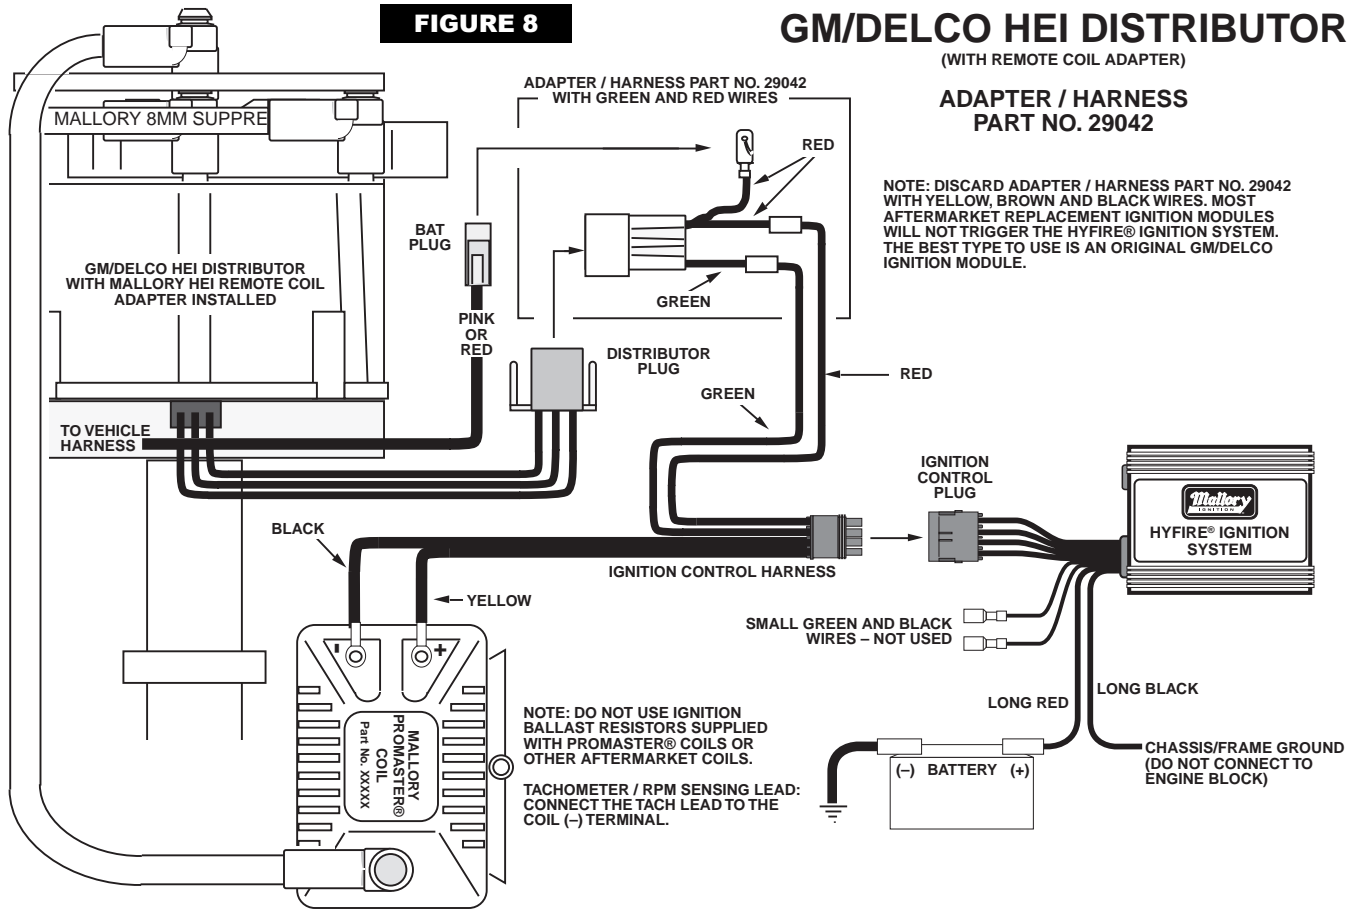 FIGURE 8
GM/DELCO HEI DISTRIBUTOR
(WITH REMOTE COIL ADAPTER)
ADAPTER / HARNESS
PART NO. 29042
ADAPTER / HARNESS PART NO. 29042
WITH GREEN AND RED WIRES
MALLORY 8MM SUPPRE
RED
NOTE: DISCARD ADAPTER / HARNESS PART NO. 29042
WITH YELLOW, BROWN AND BLACK WIRES. MOST
AFTERMARKET REPLACEMENT IGNITION MODULES
WILL NOT TRIGGER THE HYFIRE® IGNITION SYSTEM.
THE BEST TYPE TO USE IS AN ORIGINAL GM/DELCO
IGNITION MODULE.
BAT
PLUG
GM/DELCO HEI DISTRIBUTOR
WITH MALLORY HEI REMOTE COIL
ADAPTER INSTALLED
GREEN
PINK
OR
RED
DISTRIBUTOR
PLUG
RED
GREEN
TO VEHICLE
HARNESS
IGNITION
CONTROL
PLUG
Mallory
IGNITION
HYFIRE® IGNITION
SYSTEM
BLACK
IGNITION CONTROL HARNESS
YELLOW
SMALL GREEN AND BLACK
WIRES – NOT USED
- +
LONG RED
LONG BLACK
MALLORY
PROMASTER®
COIL
Part No. XXXXX
NOTE: DO NOT USE IGNITION
BALLAST RESISTORS SUPPLIED
WITH PROMASTER® COILS OR
OTHER AFTERMARKET COILS.
TACHOMETER / RPM SENSING LEAD:
CONNECT THE TACH LEAD TO THE
COIL (–) TERMINAL.
(–) BATTERY (+)
CHASSIS/FRAME GROUND
(DO NOT CONNECT TO
ENGINE BLOCK)